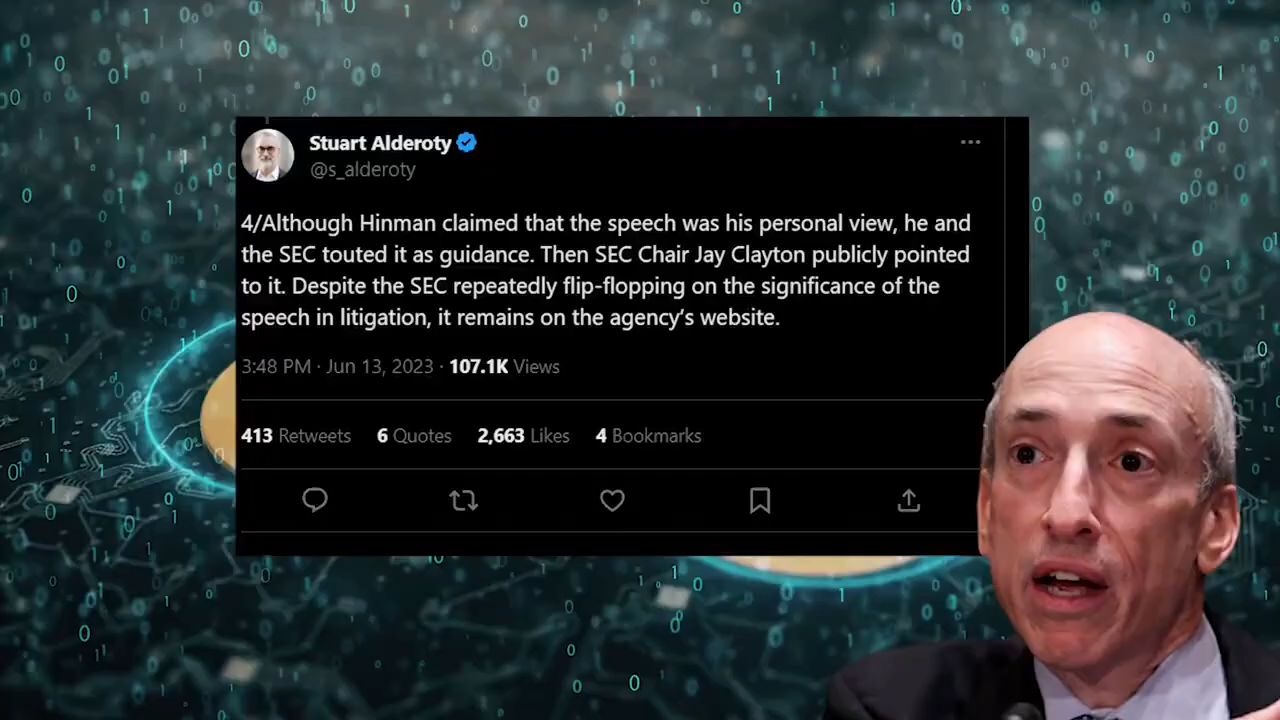 Stuart Alderoty
@s_alderoty
4/Although Hinman claimed that the speech was his personal view, he and
the SEC touted it as guidance. Then SEC Chair Jay Clayton publicly pointed
to it. Despite the SEC repeatedly flip-flopping on the significance of the
speech in litigation, it remains on the agency’s website.
3:48 PM · Jun 13, 2023 · 107.1K Views
413 Retweets 6 Quotes 2,663 Likes 4 Bookmarks